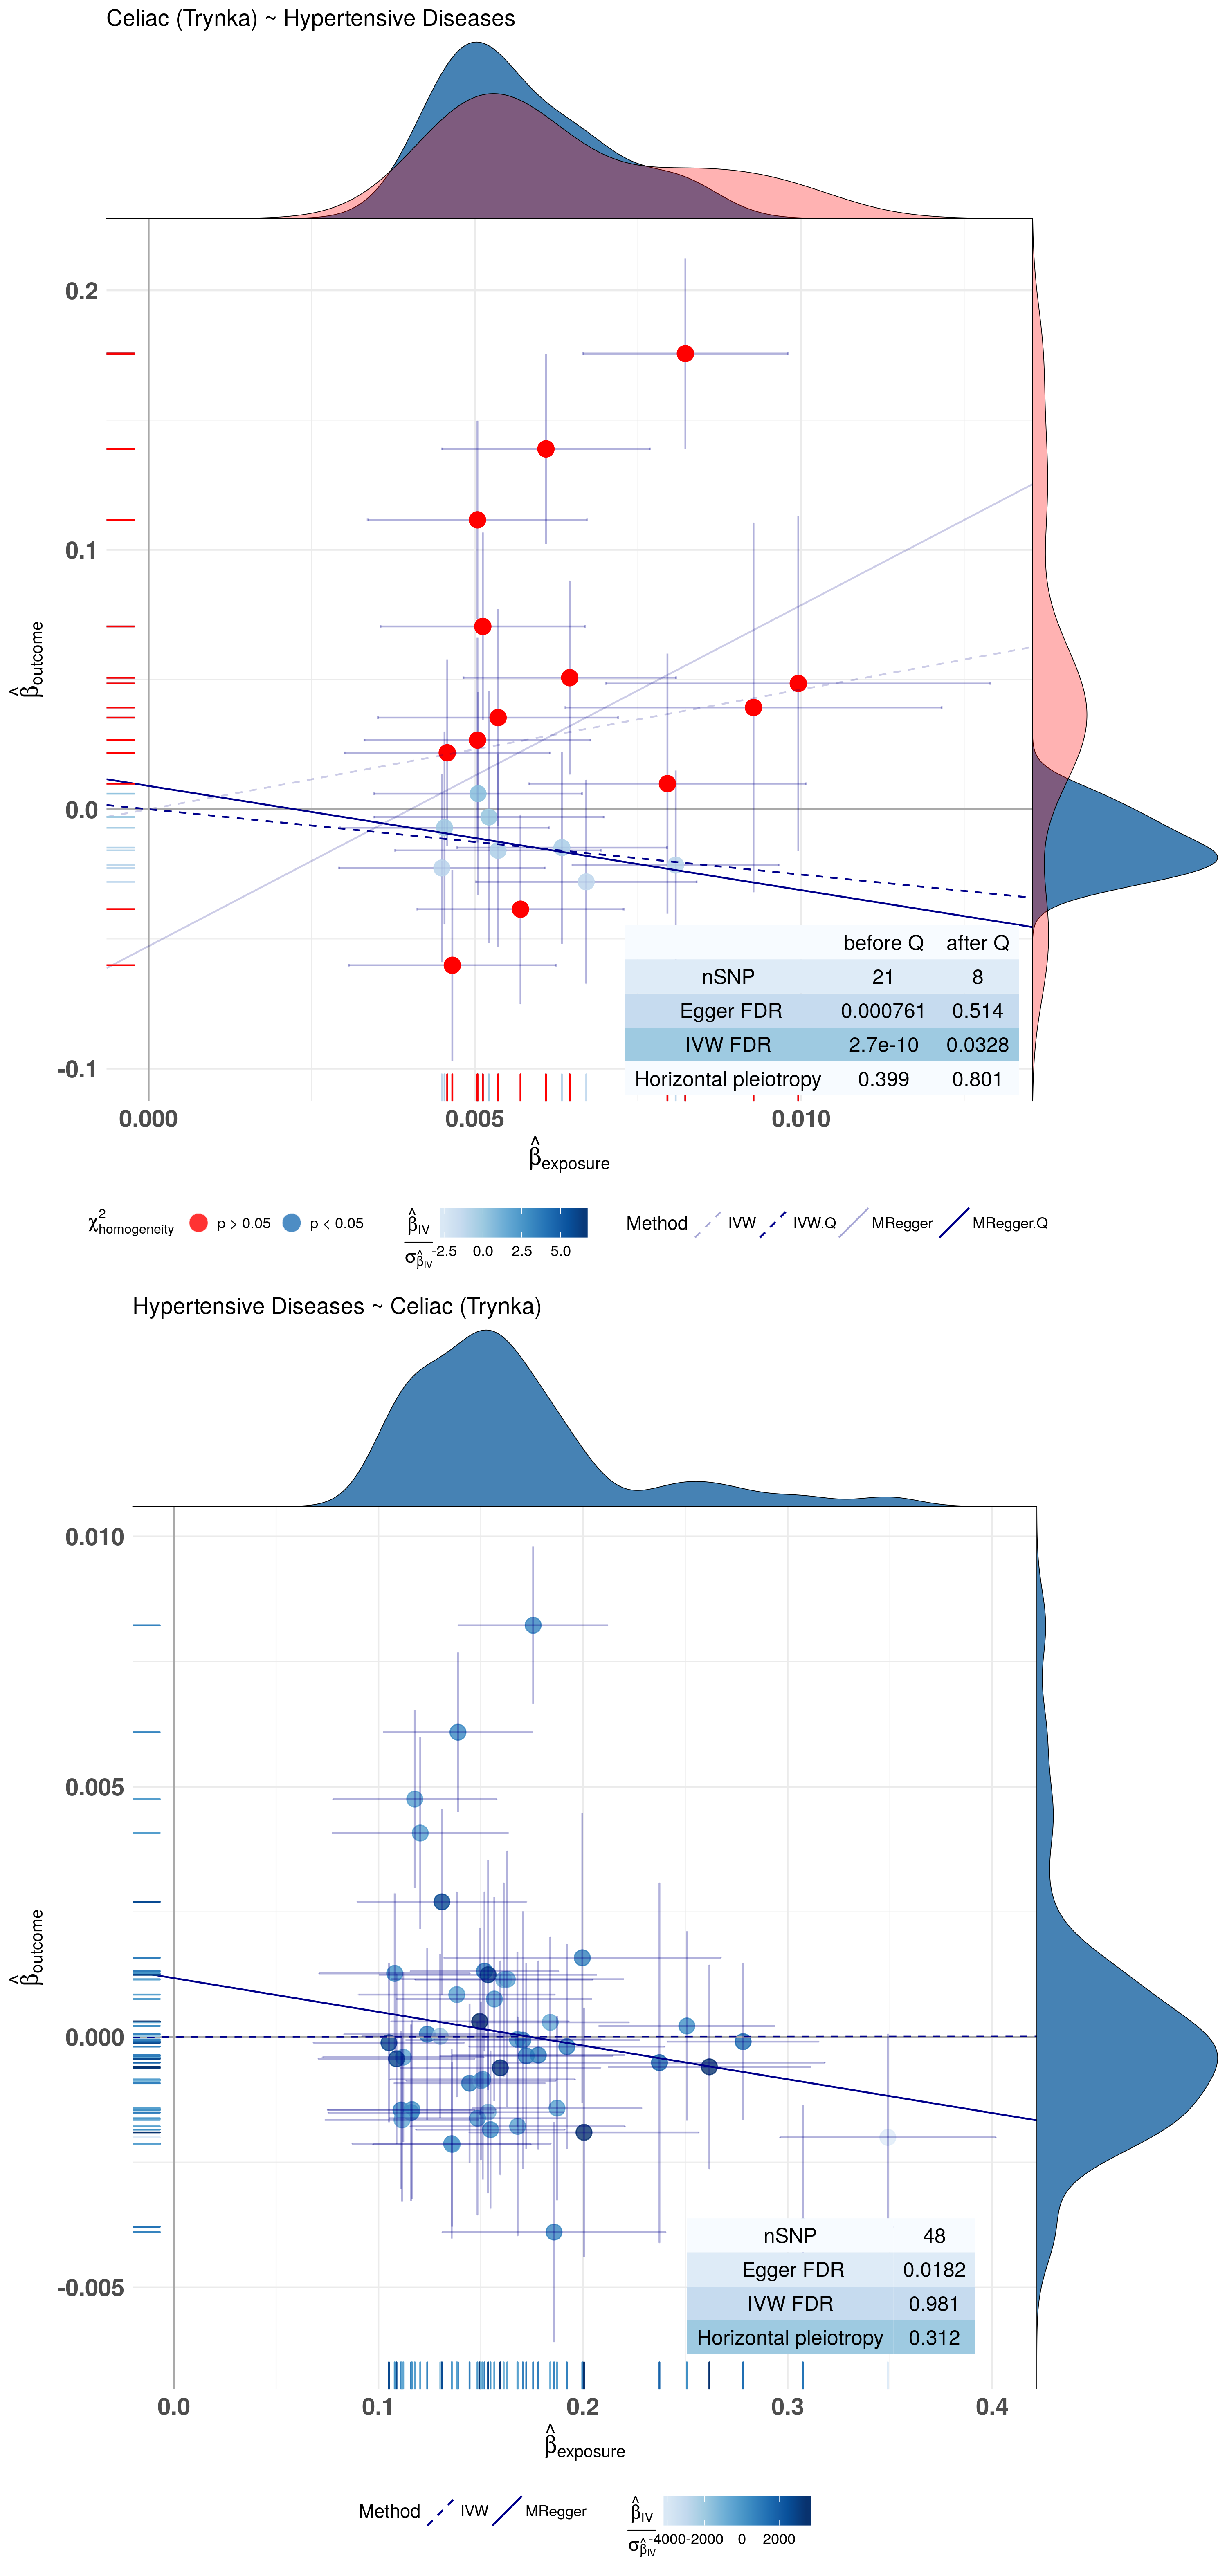 Celiac (Trynka) ~ Hypertensive Diseases
0.2
0.1
0.0
-0.1
β̂outcome
before Q after Q
nSNP 21 8
Egger FDR 0.000761 0.514
IVW FDR 2.7e-10 0.0328
Horizontal pleiotropy 0.399 0.801
0.000 0.005 0.010
β̂exposure
χ²homogeneity p > 0.05 p < 0.05
β̂IV
σβ̂IV
-2.5 0.0 2.5 5.0
Method IVW IVW.Q MRegger MRegger.Q
Hypertensive Diseases ~ Celiac (Trynka)
0.010
0.005
0.000
-0.005
β̂outcome
nSNP 48
Egger FDR 0.0182
IVW FDR 0.981
Horizontal pleiotropy 0.312
0.0 0.1 0.2 0.3 0.4
β̂exposure
Method IVW MRegger
β̂IV
σβ̂IV
-4000 -2000 0 2000